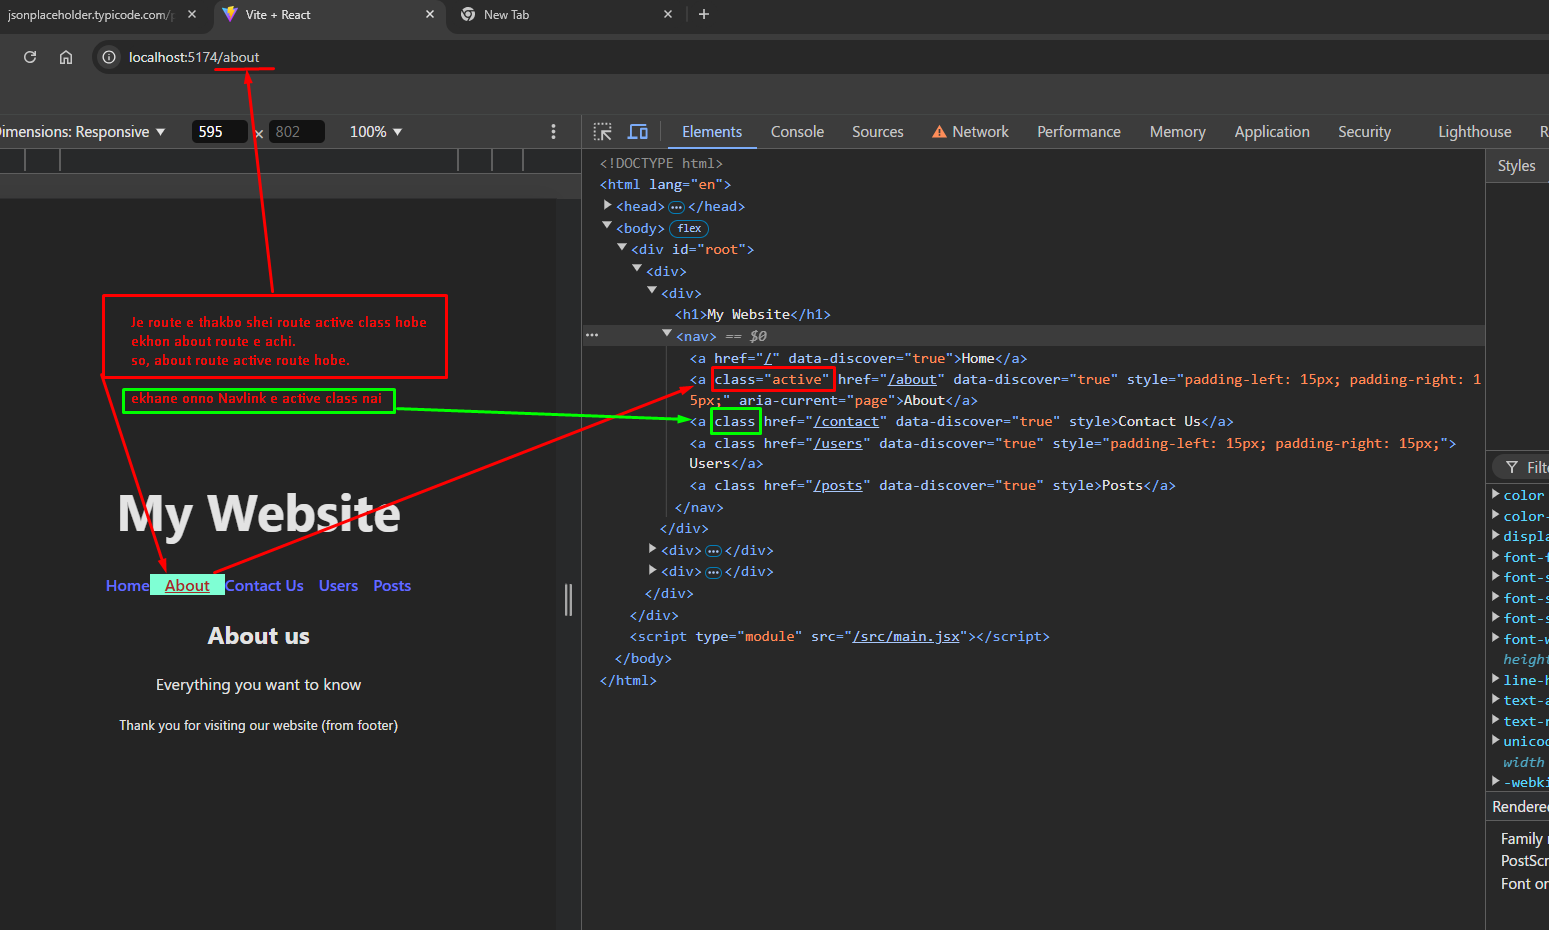 jsonplaceholder.typicode.com/p
Vite + React
New Tab
localhost:5174/about
Dimensions: Responsive
595
×
802
100%
Elements
Console
Sources
Network
Performance
Memory
Application
Security
Lighthouse
R
Je route e thakbo shei route active class hobe
ekhon about route e achi.
so, about route active route hobe.
ekhane onno Navlink e active class nai
My Website
Home
About
Contact Us
Users
Posts
About us
Everything you want to know
Thank you for visiting our website (from footer)
<!DOCTYPE html>
<html lang="en">
<head> ••• </head>
<body> flex
<div id="root">
<div>
<div>
<h1>My Website</h1>
••• <nav> == $0
<a href="/" data-discover="true">Home</a>
<a class="active" href="/about" data-discover="true" style="padding-left: 15px; padding-right: 1
5px;" aria-current="page">About</a>
<a class href="/contact" data-discover="true" style>Contact Us</a>
<a class href="/users" data-discover="true" style="padding-left: 15px; padding-right: 15px;">
Users</a>
<a class href="/posts" data-discover="true" style>Posts</a>
</nav>
</div>
<div> ••• </div>
<div> ••• </div>
</div>
</div>
<script type="module" src="/src/main.jsx"></script>
</body>
</html>
Styles
Filte
color
color-
displa
font-f
font-s
font-s
font-s
font-w
height
line-h
text-a
text-r
unicod
width
-webki
Rendered
Family
PostScr
Font or